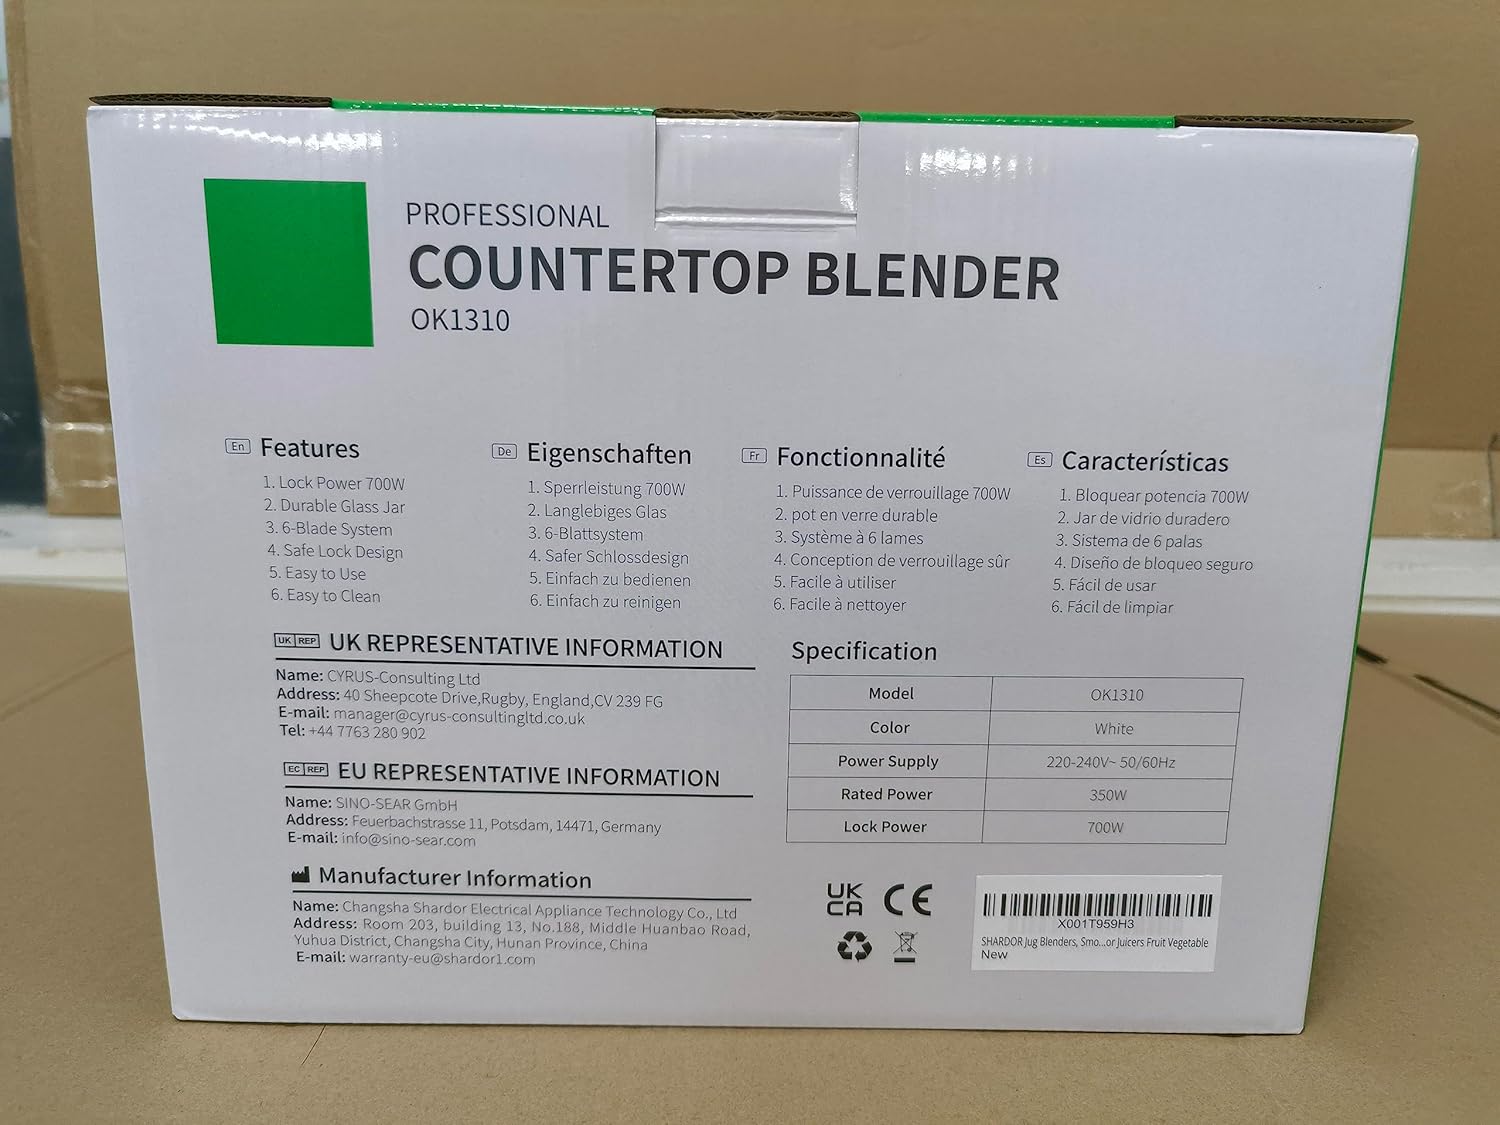 PROFESSIONAL
COUNTERTOP BLENDER
OK1310
En Features
1. Lock Power 700W
2. Durable Glass Jar
3. 6-Blade System
4. Safe Lock Design
5. Easy to Use
6. Easy to Clean
De Eigenschaften
1. Sperrleistung 700W
2. Langlebiges Glas
3. 6-Blattsystem
4. Safer Schlossdesign
5. Einfach zu bedienen
6. Einfach zu reinigen
Fr Fonctionnalité
1. Puissance de verrouillage 700W
2. pot en verre durable
3. Système à 6 lames
4. Conception de verrouillage sûr
5. Facile à utiliser
6. Facile à nettoyer
Es Características
1. Bloquear potencia 700W
2. Jar de vidrio duradero
3. Sistema de 6 palas
4. Diseño de bloqueo seguro
5. Fácil de usar
6. Fácil de limpiar
UK REP UK REPRESENTATIVE INFORMATION
Name: CYRUS-Consulting Ltd
Address: 40 Sheepcote Drive,Rugby, England,CV 239 FG
E-mail: manager@cyrus-consultingltd.co.uk
Tel: +44 7763 280 902
EC REP EU REPRESENTATIVE INFORMATION
Name: SINO-SEAR GmbH
Address: Feuerbachstrasse 11, Potsdam, 14471, Germany
E-mail: info@sino-sear.com
Manufacturer Information
Name: Changsha Shardor Electrical Appliance Technology Co., Ltd
Address: Room 203, building 13, No.188, Middle Huanbao Road,
Yuhua District, Changsha City, Hunan Province, China
E-mail: warranty-eu@shardor1.com
Specification
Model OK1310
Color White
Power Supply 220-240V~ 50/60Hz
Rated Power 350W
Lock Power 700W
UK
CA
CE
X001T959H3
SHARDOR Jug Blenders, Smo...or Juicers Fruit Vegetable
New